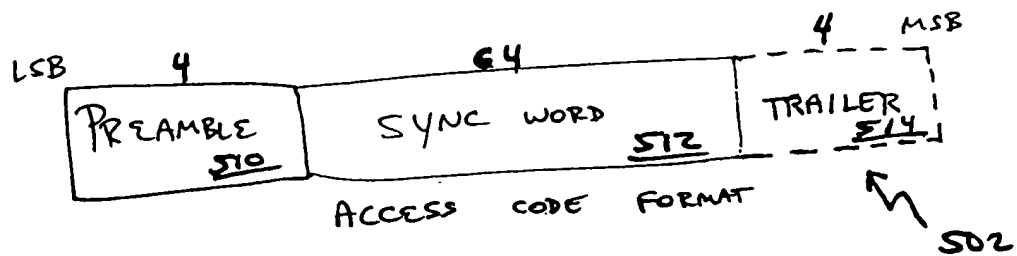 LSB 4 64 4 MSB
PREAMBLE SYNC WORD TRAILER
510 512 514
ACCESS CODE FORMAT
502